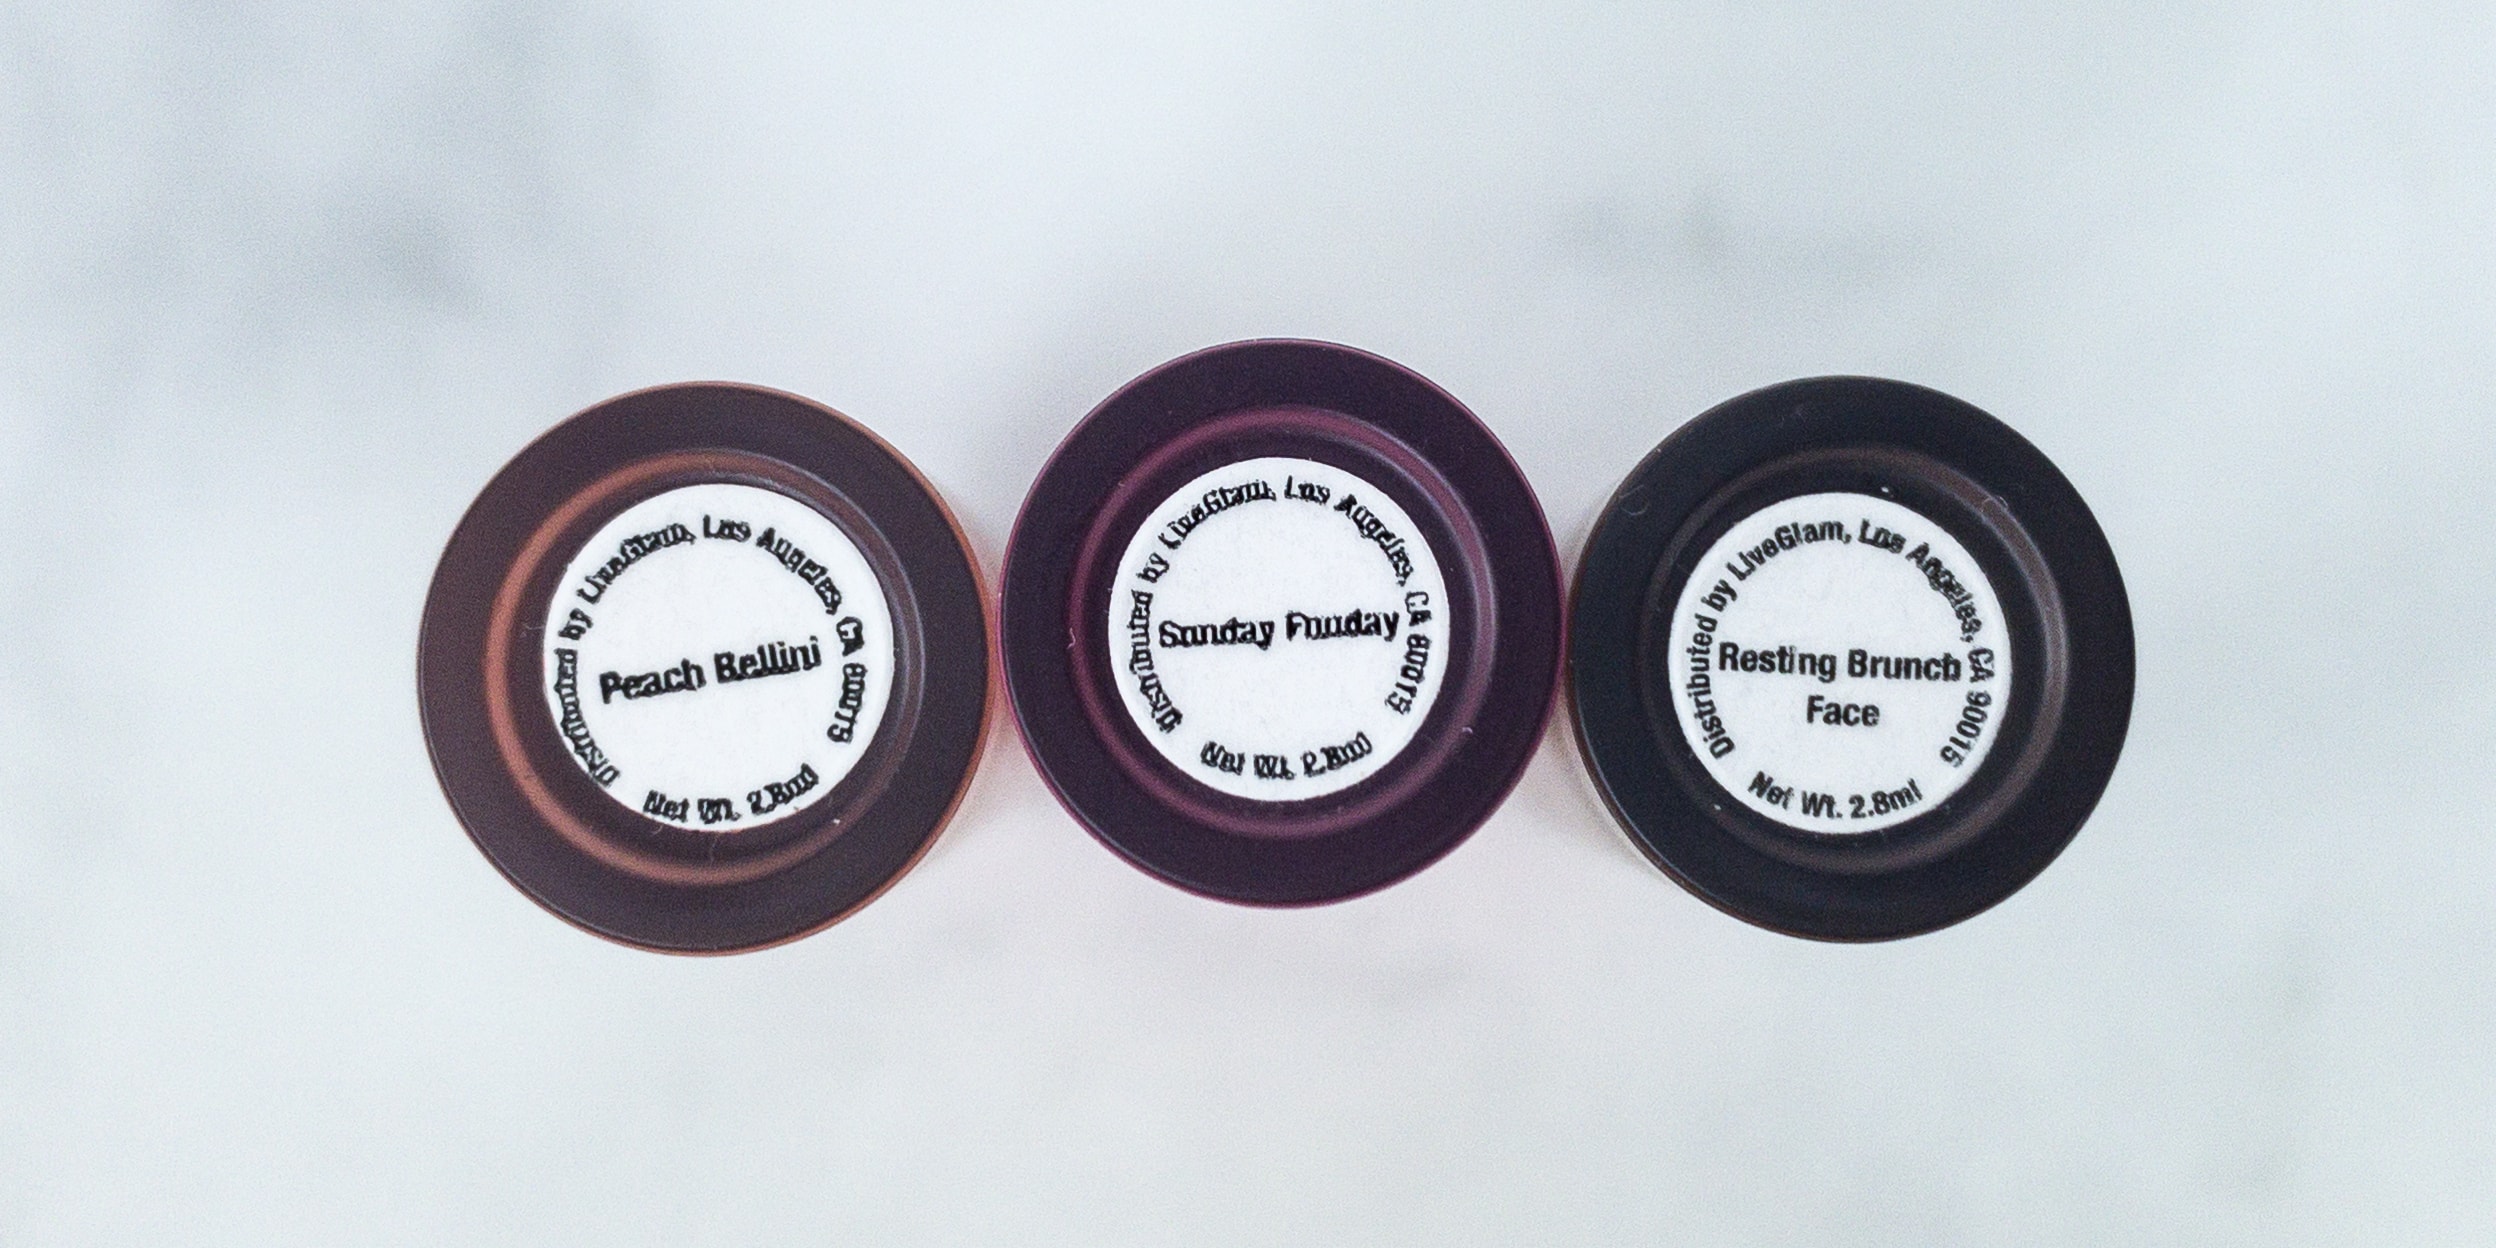 Distributed by LiveGlam, Los Angeles, CA 90015
Peach Bellini
Net Wt. 2.8ml
Distributed by LiveGlam, Los Angeles, CA 90015
Sunday Funday
Net Wt. 2.8ml
Distributed by LiveGlam, Los Angeles, CA 90015
Resting Brunch
Face
Net Wt. 2.8ml